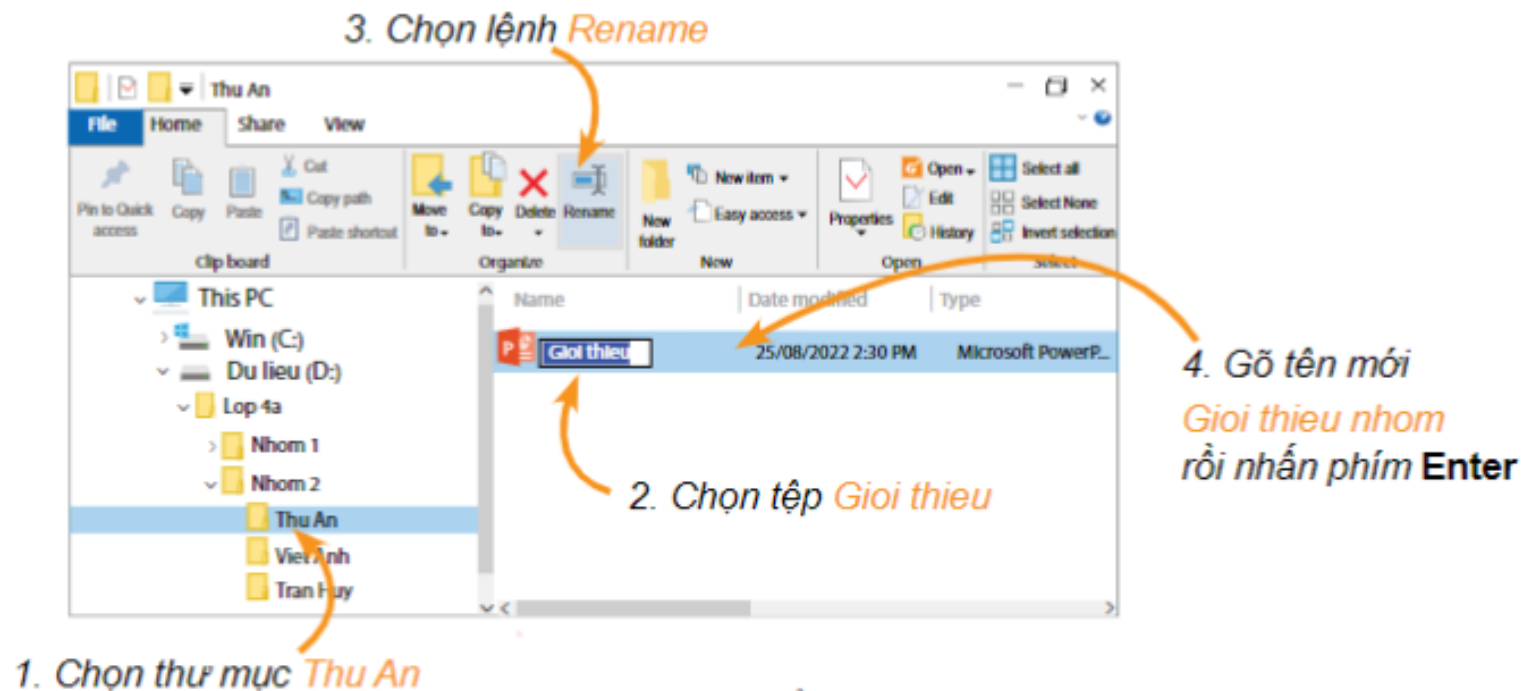 3. Chọn lệnh Rename
Thu An
File Home Share View
Pin to Quick access
Copy
Paste
Cut
Copy path
Paste shortcut
Move to
Copy to
Delete
Rename
New folder
New item
Easy access
Properties
Open
Edit
History
Select all
Select None
Invert selection
Clip board
Organize
New
Open
Select
This PC
Win (C:)
Du lieu (D:)
Lop 4a
Nhom 1
Nhom 2
Thu An
Viet Anh
Tran Huy
Name Date modified Type
Gioi thieu 25/08/2022 2:30 PM Microsoft PowerP...
4. Gõ tên mới
Gioi thieu nhom
rồi nhấn phím Enter
2. Chọn tệp Gioi thieu
1. Chọn thư mục Thu An